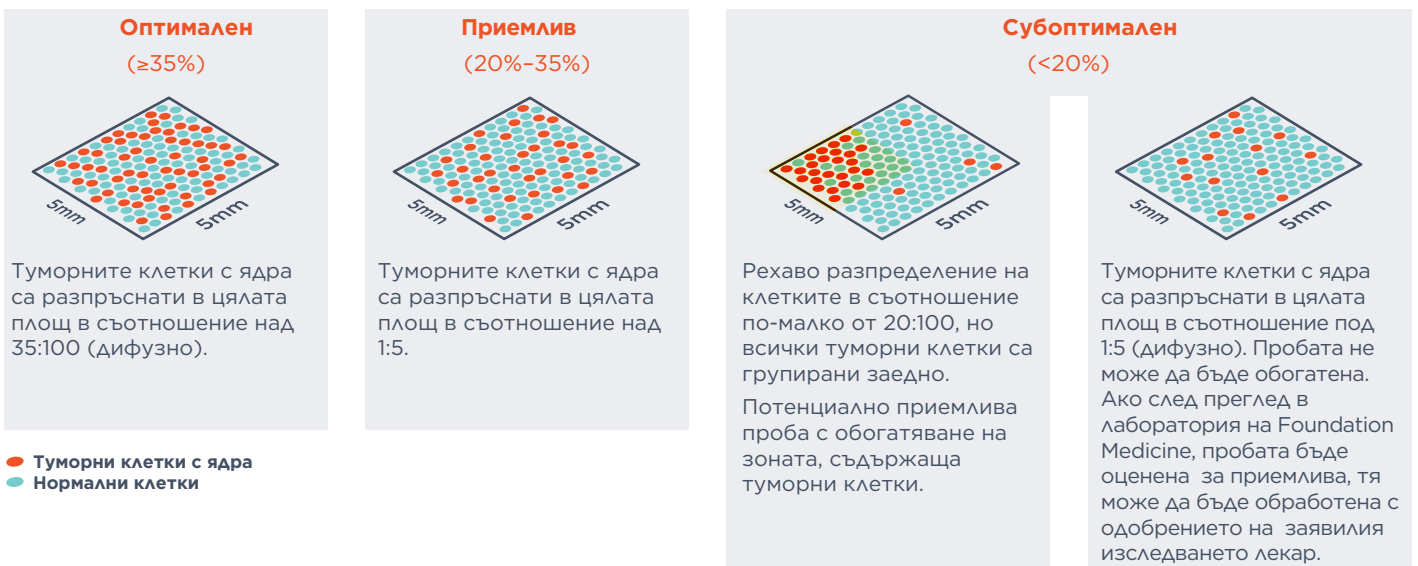 Оптимален
(≥35%)
5mm
5mm
Туморните клетки с ядра
са разпръснати в цялата
площ в съотношение над
35:100 (дифузно).
Приемлив
(20%–35%)
5mm
5mm
Туморните клетки с ядра
са разпръснати в цялата
площ в съотношение над
1:5.
Субоптимален
(<20%)
5mm
5mm
Рехаво разпределение на
клетките в съотношение
по-малко от 20:100, но
всички туморни клетки са
групирани заедно.
Потенциално приемлива
проба с обогатяване на
зоната, съдържаща
туморни клетки.
5mm
5mm
Туморните клетки с ядра
са разпръснати в цялата
площ в съотношение под
1:5 (дифузно). Пробата не
може да бъде обогатена.
Ако след преглед в
лаборатория на Foundation
Medicine, пробата бъде
оценена за приемлива, тя
може да бъде обработена с
одобрението на заявилия
изследването лекар.
Туморни клетки с ядра
Нормални клетки